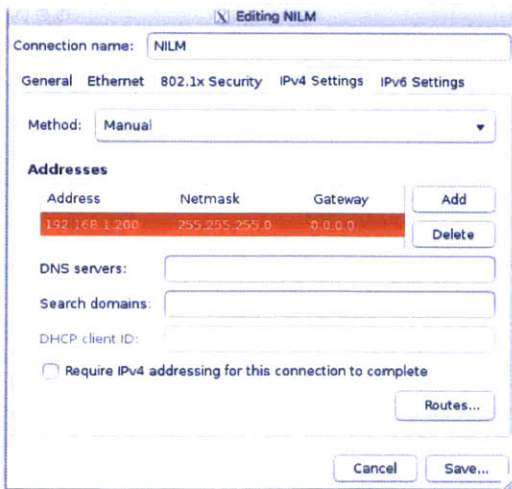 Editing NILM
Connection name: NILM
General Ethernet 802.1x Security IPv4 Settings IPv6 Settings
Method: Manual
Addresses
Address Netmask Gateway Add
192.168.1.200 255.255.255.0 0.0.0.0 Delete
DNS servers:
Search domains:
DHCP client ID:
Require IPv4 addressing for this connection to complete
Routes...
Cancel Save...